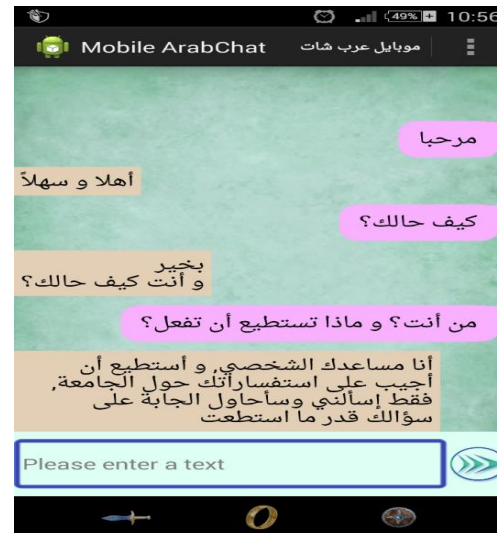 49% 10:56
Mobile ArabChat موبايل عرب شات
مرحبا
أهلا و سهلاً
كيف حالك؟
بخير
و أنت كيف حالك؟
من أنت؟ و ماذا تستطيع أن تفعل؟
أنا مساعدك الشخصي, و أستطيع أن
أجيب على استفساراتك حول الجامعة,
فقط إسألني وسأحاول الجابة على
سؤالك قدر ما استطعت
Please enter a text